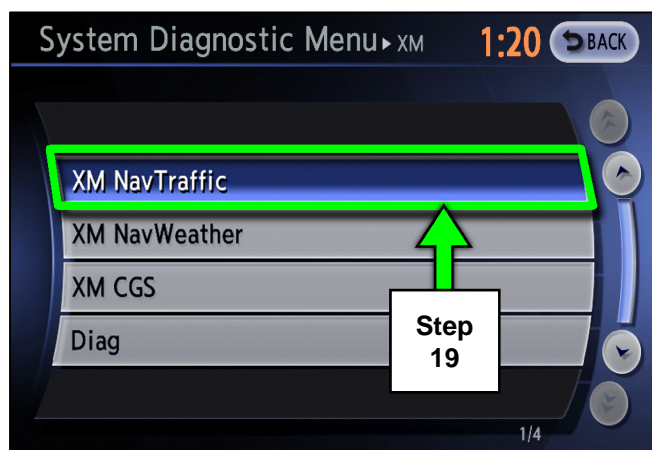 System Diagnostic Menu▸XM 1:20 BACK
XM NavTraffic
XM NavWeather
XM CGS
Diag
Step
19
1/4